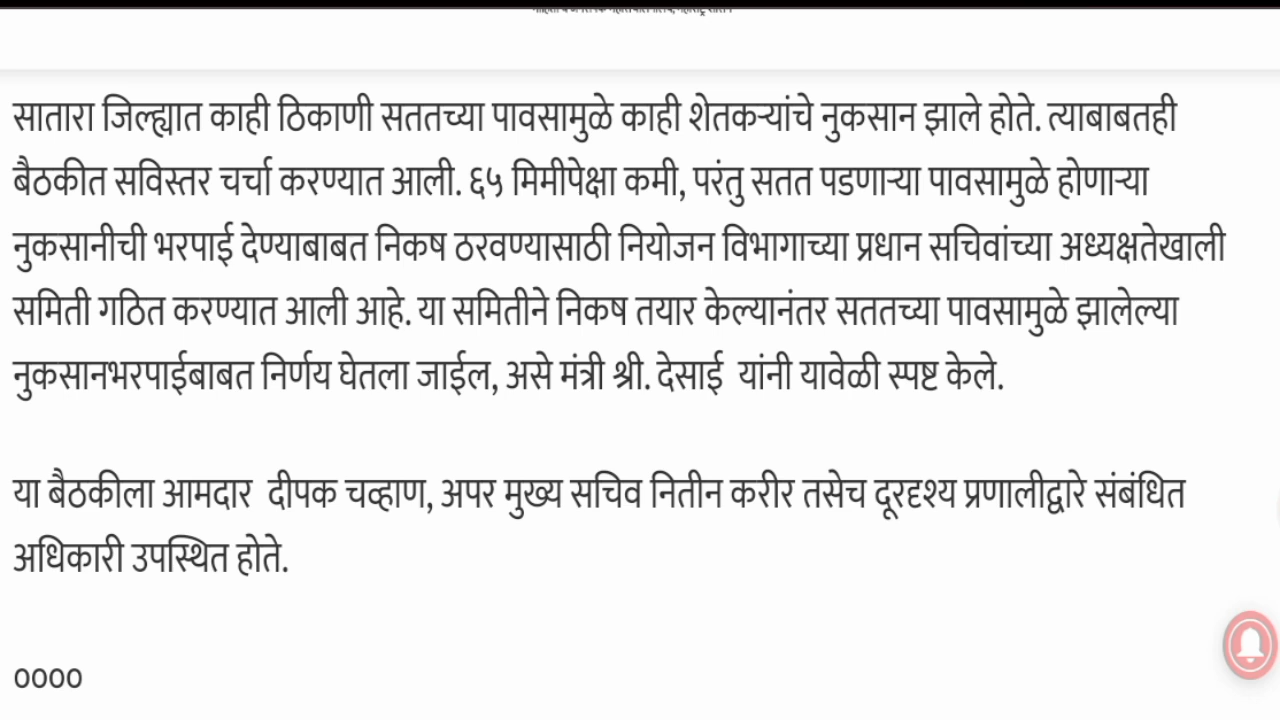 सातारा जिल्ह्यात काही ठिकाणी सततच्या पावसामुळे काही शेतकऱ्यांचे नुकसान झाले होते. त्याबाबतही
बैठकीत सविस्तर चर्चा करण्यात आली. ६५ मिमीपेक्षा कमी, परंतु सतत पडणाऱ्या पावसामुळे होणाऱ्या
नुकसानीची भरपाई देण्याबाबत निकष ठरवण्यासाठी नियोजन विभागाच्या प्रधान सचिवांच्या अध्यक्षतेखाली
समिती गठित करण्यात आली आहे. या समितीने निकष तयार केल्यानंतर सततच्या पावसामुळे झालेल्या
नुकसानभरपाईबाबत निर्णय घेतला जाईल, असे मंत्री श्री. देसाई यांनी यावेळी स्पष्ट केले.
या बैठकीला आमदार दीपक चव्हाण, अपर मुख्य सचिव नितीन करीर तसेच दूरदृश्य प्रणालीद्वारे संबंधित
अधिकारी उपस्थित होते.
0000